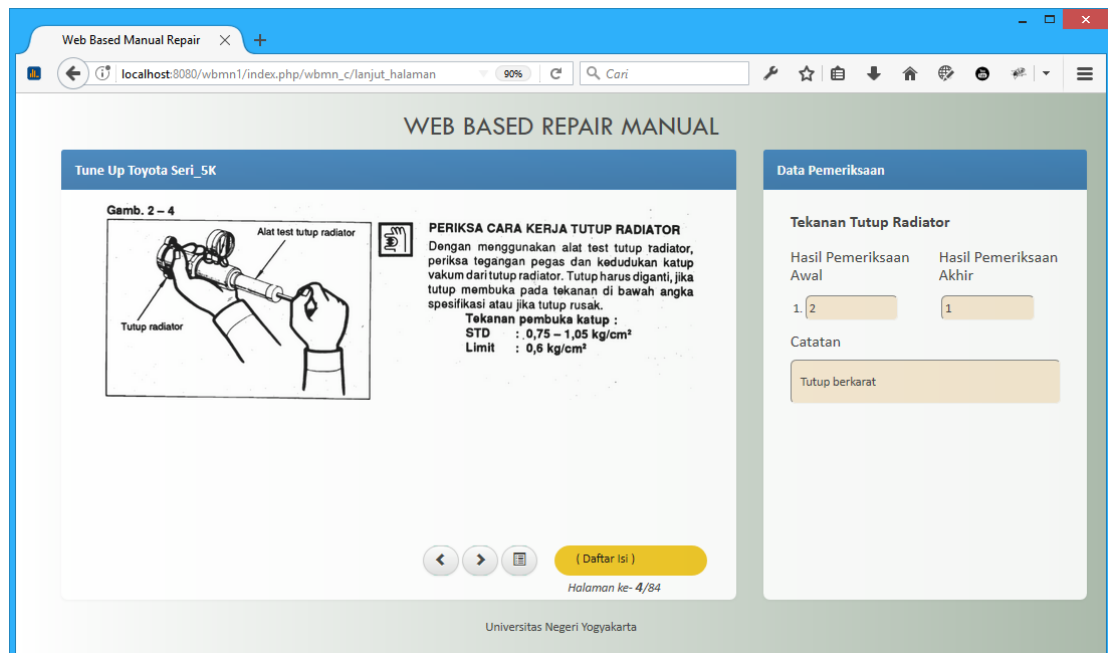 Web Based Manual Repair
localhost:8080/wbmn1/index.php/wbmn_c/lanjut_halaman
90%
Cari
WEB BASED REPAIR MANUAL
Tune Up Toyota Seri_5K
Gamb. 2 – 4
Alat test tutup radiator
Tutup radiator
PERIKSA CARA KERJA TUTUP RADIATOR
Dengan menggunakan alat test tutup radiator,
periksa tegangan pegas dan kedudukan katup
vakum dari tutup radiator. Tutup harus diganti, jika
tutup membuka pada tekanan di bawah angka
spesifikasi atau jika tutup rusak.
Tekanan pembuka katup :
STD : 0,75 – 1,05 kg/cm²
Limit : 0,6 kg/cm²
( Daftar Isi )
Halaman ke- 4/84
Data Pemeriksaan
Tekanan Tutup Radiator
Hasil Pemeriksaan Awal
Hasil Pemeriksaan Akhir
1. 2
1
Catatan
Tutup berkarat
Universitas Negeri Yogyakarta